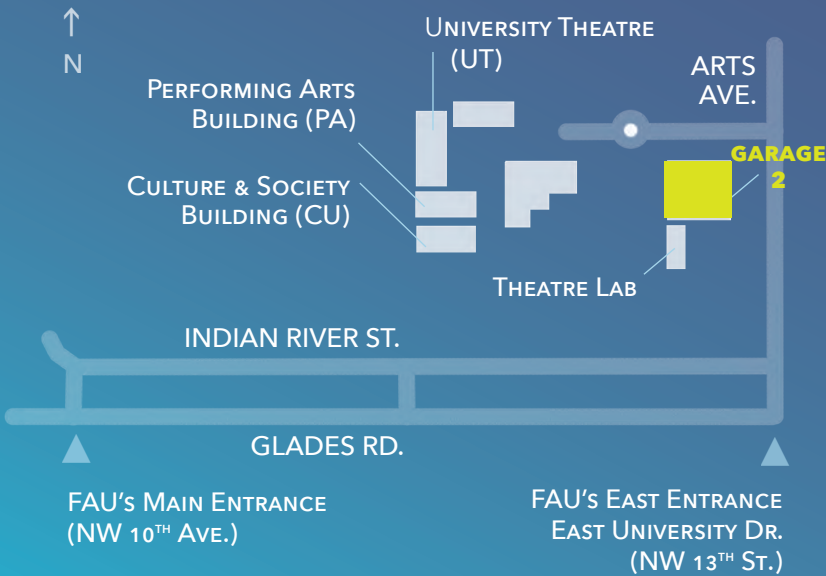 ↑
N
University Theatre
(UT)
Performing Arts
Building (PA)
ARTS
AVE.
GARAGE
2
Culture & Society
Building (CU)
Theatre Lab
INDIAN RIVER ST.
GLADES RD.
FAU's Main Entrance
(NW 10TH Ave.)
FAU's East Entrance
East University Dr.
(NW 13TH St.)